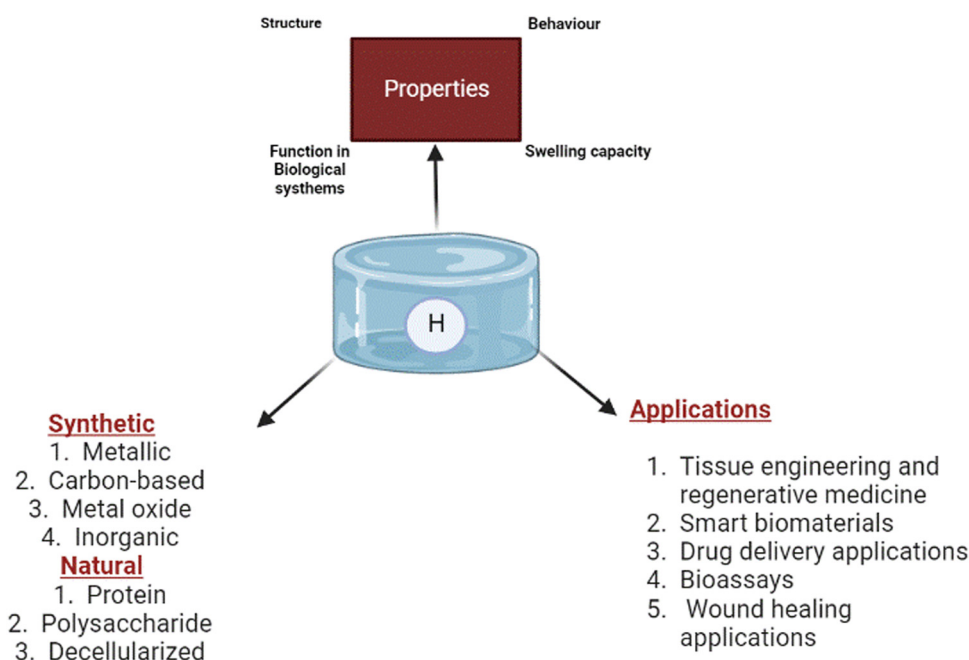 Structure
Behaviour
Properties
Function in
Biological
systhems
Swelling capacity
H
Synthetic
1. Metallic
2. Carbon-based
3. Metal oxide
4. Inorganic
Natural
1. Protein
2. Polysaccharide
3. Decellularized
Applications
1. Tissue engineering and
regenerative medicine
2. Smart biomaterials
3. Drug delivery applications
4. Bioassays
5. Wound healing
applications